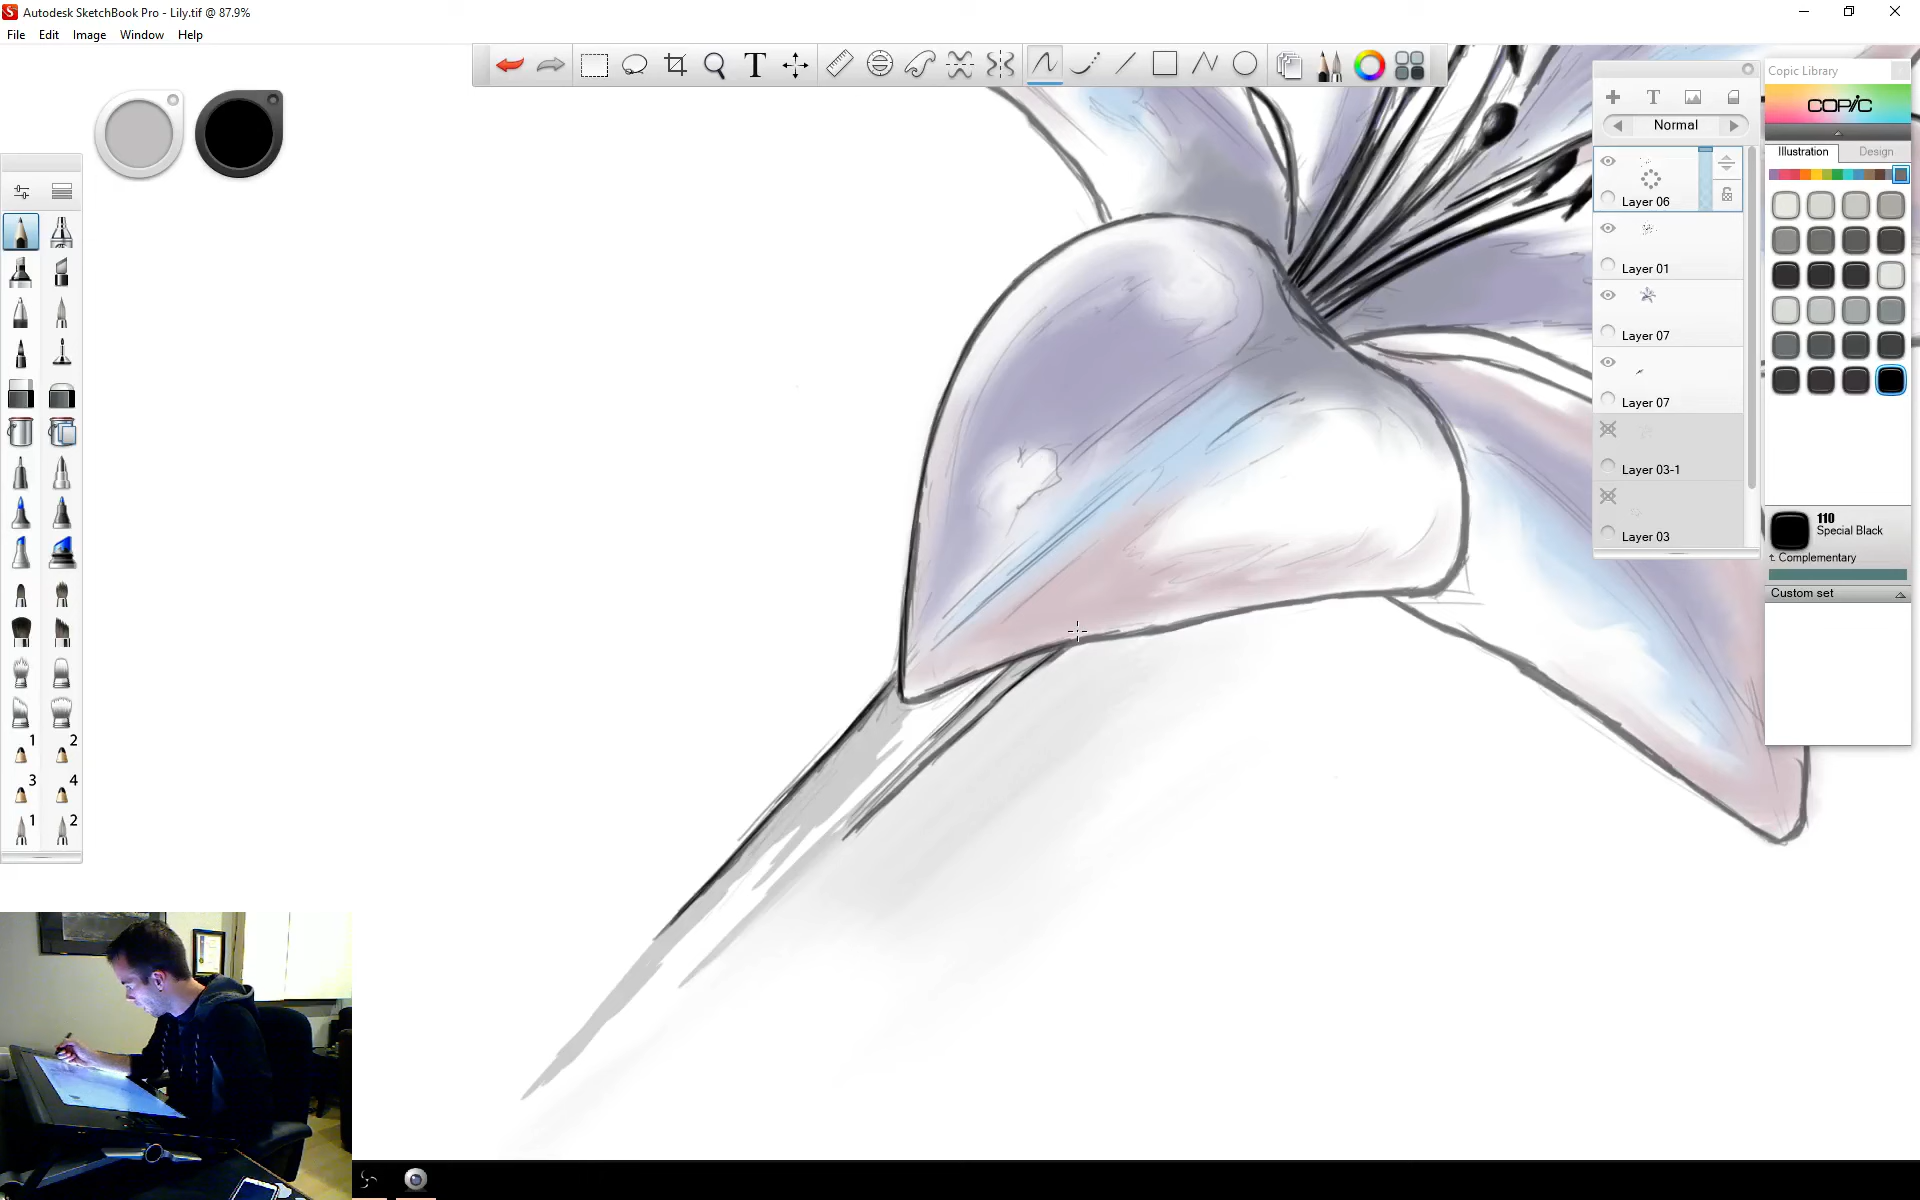 Autodesk SketchBook Pro - Lily.tif @ 87.9%
File Edit Image Window Help
T
T
Normal
Layer 06
Layer 01
Layer 07
Layer 07
Layer 03-1
Layer 03
Copic Library
COPIC
Illustration Design
110
Special Black
Complementary
Custom set
1 2
3 4
1 2